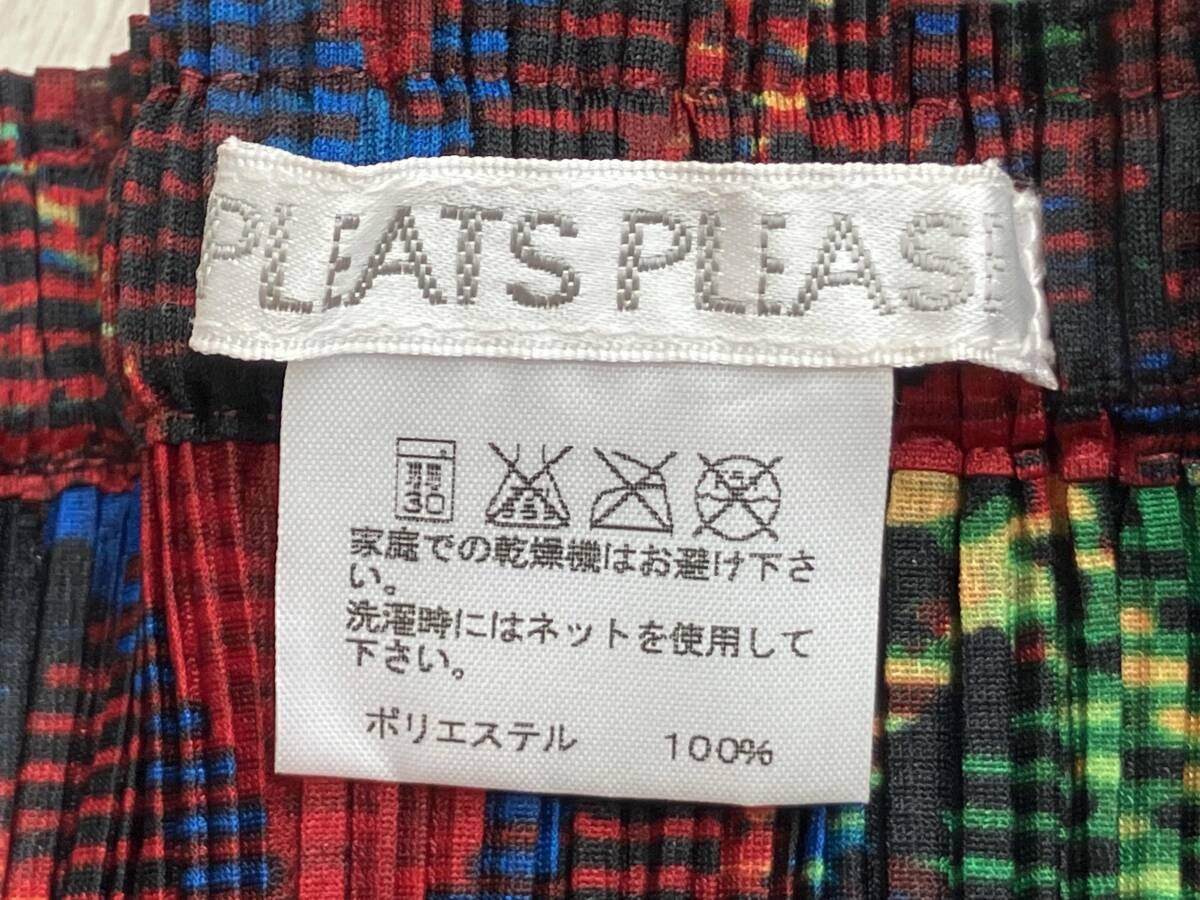 PLEATS PLEASE
30
家庭での乾燥機はお避け下さ
い。
洗濯時にはネットを使用して
下さい。
ポリエステル 100%